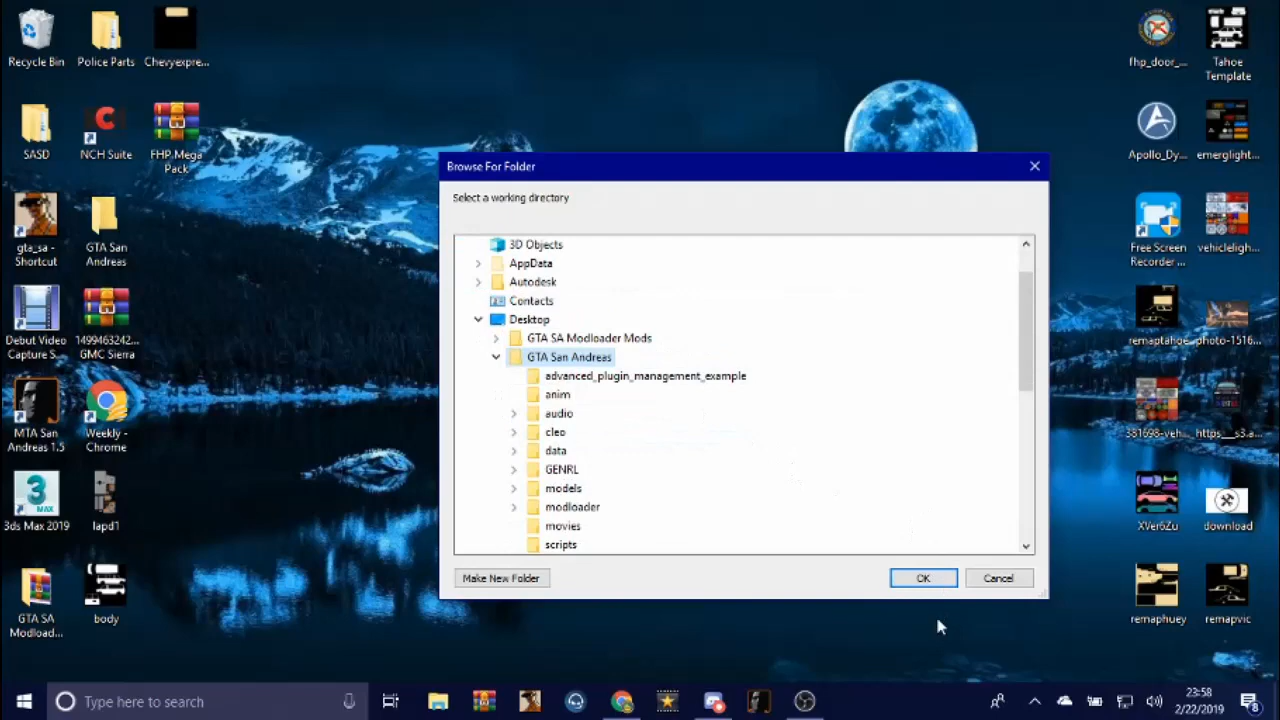 Recycle Bin
Police Parts
Chevyexpre...
SASD
NCH Suite
FHP Mega
Pack
gta_sa -
Shortcut
GTA San
Andreas
Debut Video
Capture S...
1499463242...
GMC Sierra
MTA San
Andreas 1.5
Weekly -
Chrome
3ds Max 2019
lapd1
GTA SA
Modload...
body
Browse For Folder
Select a working directory
3D Objects
AppData
Autodesk
Contacts
Desktop
GTA SA Modloader Mods
GTA San Andreas
advanced_plugin_management_example
anim
audio
cleo
data
GENRL
models
modloader
movies
scripts
Make New Folder
OK
Cancel
fhp_door_...
Tahoe
Template
Apollo_Dy...
emerglight...
Free Screen
Recorder ...
vehicleligh...
remaptahoe
photo-1516...
381698-veh...
https___s3.a...
XVer6Zu
download
remaphuey
remapvic
Type here to search
23:58
2/22/2019
8